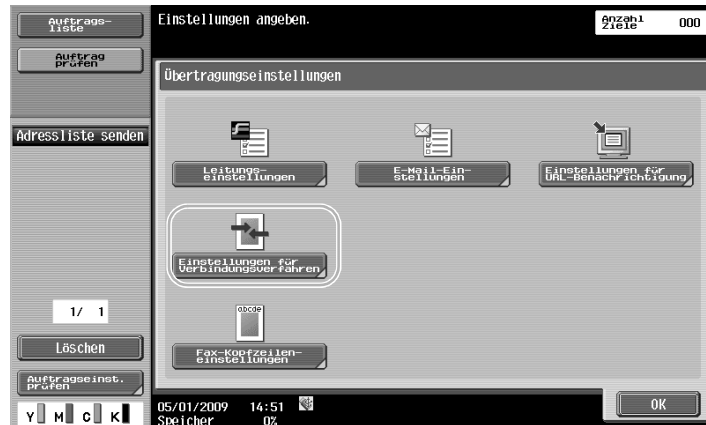 Auftrags-
liste
Auftrag
prüfen
Adressliste senden
1/ 1
Löschen
Auftragseinst.
prüfen
Y M C K
Einstellungen angeben.
Anzahl
Ziele
000
Übertragungseinstellungen
Leitungs-
einstellungen
E-Mail-Ein-
stellungen
Einstellungen für
URL-Benachrichtigung
Einstellungen für
Verbindungsverfahren
abcde
Fax-Kopfzeilen-
einstellungen
OK
05/01/2009 14:51
Speicher 0%